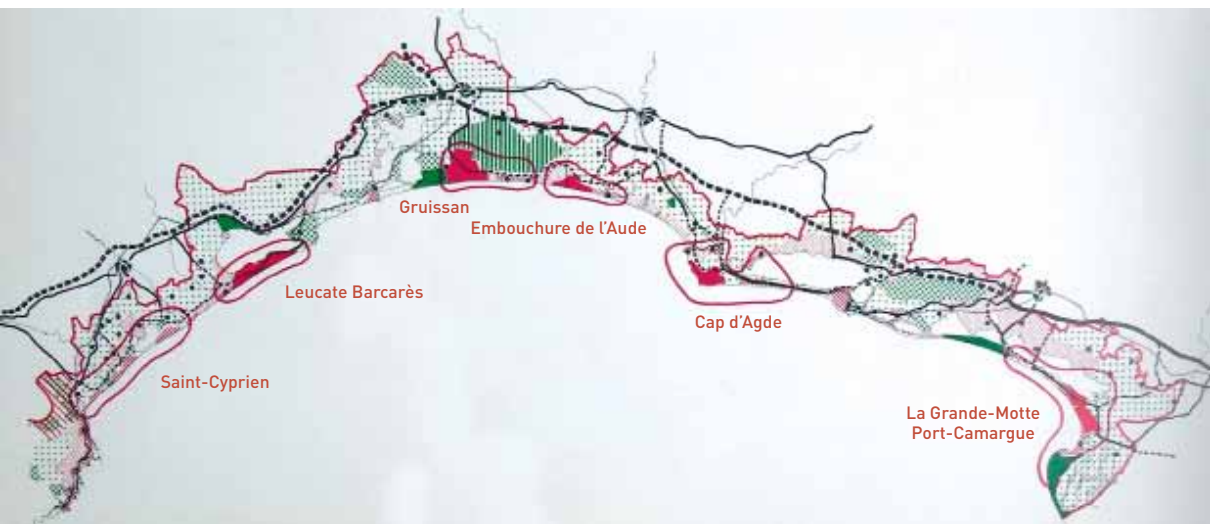 Gruissan
Embouchure de l'Aude
Leucate Barcarès
Cap d'Agde
Saint-Cyprien
La Grande-Motte
Port-Camargue